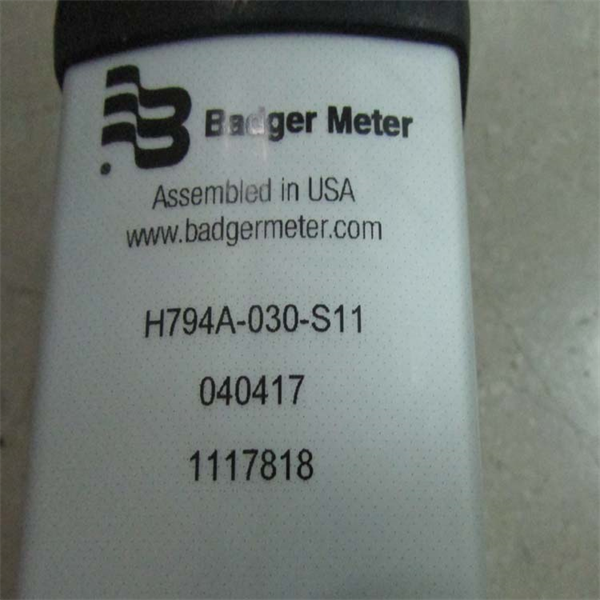 Badger Meter
Assembled in USA
www.badgermeter.com
H794A-030-S11
040417
1117818